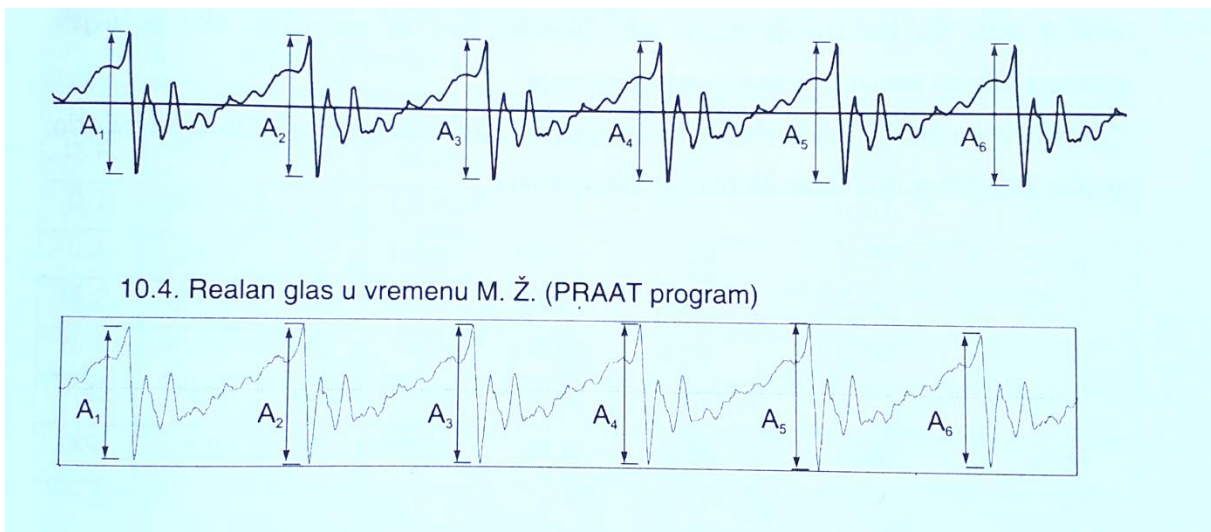 A₁ A₂ A₃ A₄ A₅ A₆
10.4. Realan glas u vremenu M. Ž. (PRAAT program)
A₁ A₂ A₃ A₄ A₅ A₆